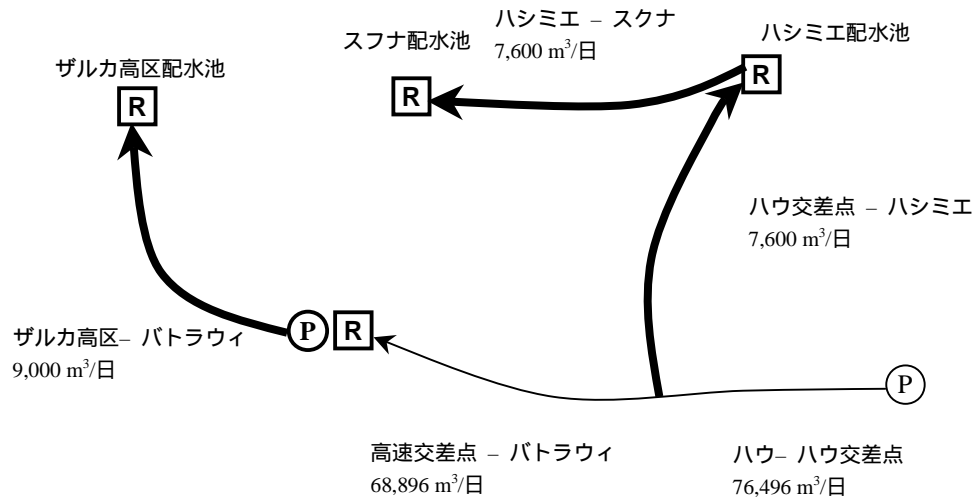 ハシミエ – スクナ
7,600 m³/日
スフナ配水池
ハシミエ配水池
ザルカ高区配水池
R
R
R
ハウ交差点 – ハシミエ
7,600 m³/日
P
R
ザルカ高区– バトラウィ
9,000 m³/日
P
高速交差点 – バトラウィ
68,896 m³/日
ハウ– ハウ交差点
76,496 m³/日